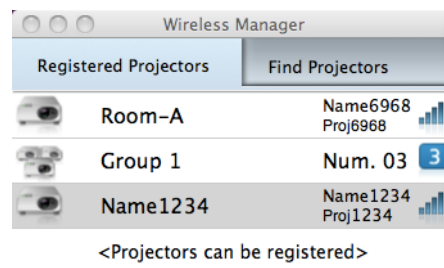 Wireless Manager
Registered Projectors Find Projectors
Room-A Name6968
Proj6968
Group 1 Num. 03 3
Name1234 Name1234
Proj1234
<Projectors can be registered>